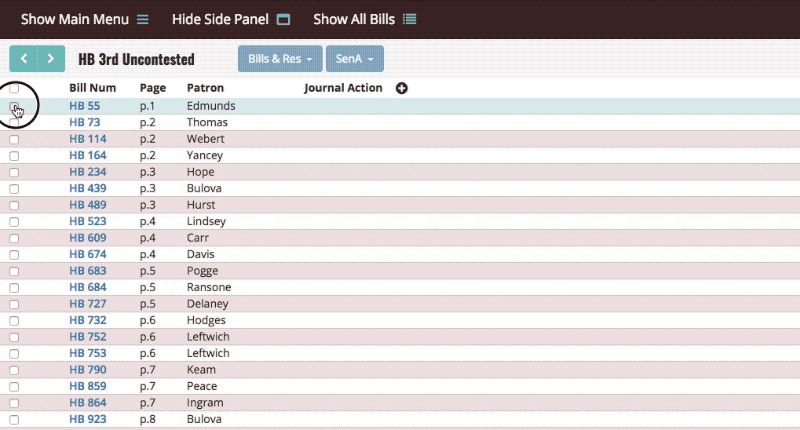 Show Main Menu Hide Side Panel Show All Bills
HB 3rd Uncontested Bills & Res SenA
Bill Num Page Patron Journal Action
HB 55 p.1 Edmunds
HB 73 p.2 Thomas
HB 114 p.2 Webert
HB 164 p.2 Yancey
HB 234 p.3 Hope
HB 439 p.3 Bulova
HB 489 p.3 Hurst
HB 523 p.4 Lindsey
HB 609 p.4 Carr
HB 674 p.4 Davis
HB 683 p.5 Pogge
HB 684 p.5 Ransone
HB 727 p.5 Delaney
HB 732 p.6 Hodges
HB 752 p.6 Leftwich
HB 753 p.6 Leftwich
HB 790 p.7 Keam
HB 859 p.7 Peace
HB 864 p.7 Ingram
HB 923 p.8 Bulova